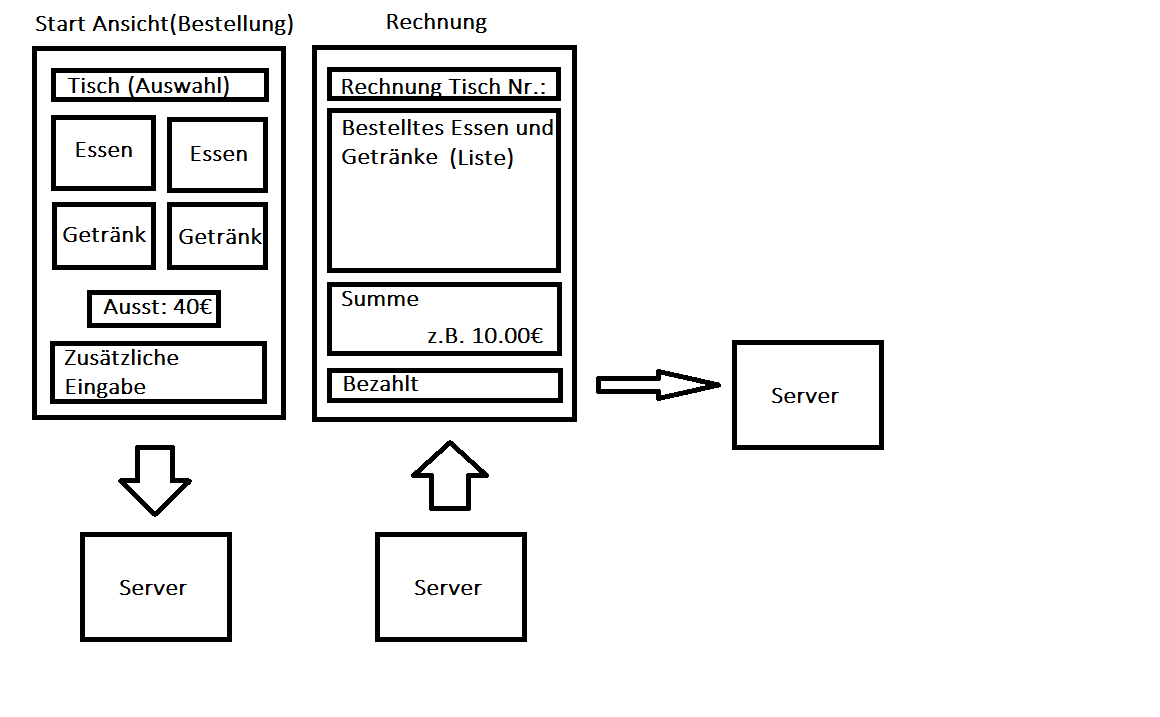 Start Ansicht(Bestellung)
Tisch (Auswahl)
Essen
Essen
Getränk
Getränk
Ausst: 40€
Zusätzliche
Eingabe
Server
Rechnung
Rechnung Tisch Nr.:
Bestelltes Essen und
Getränke (Liste)
Summe
z.B. 10.00€
Bezahlt
Server
Server